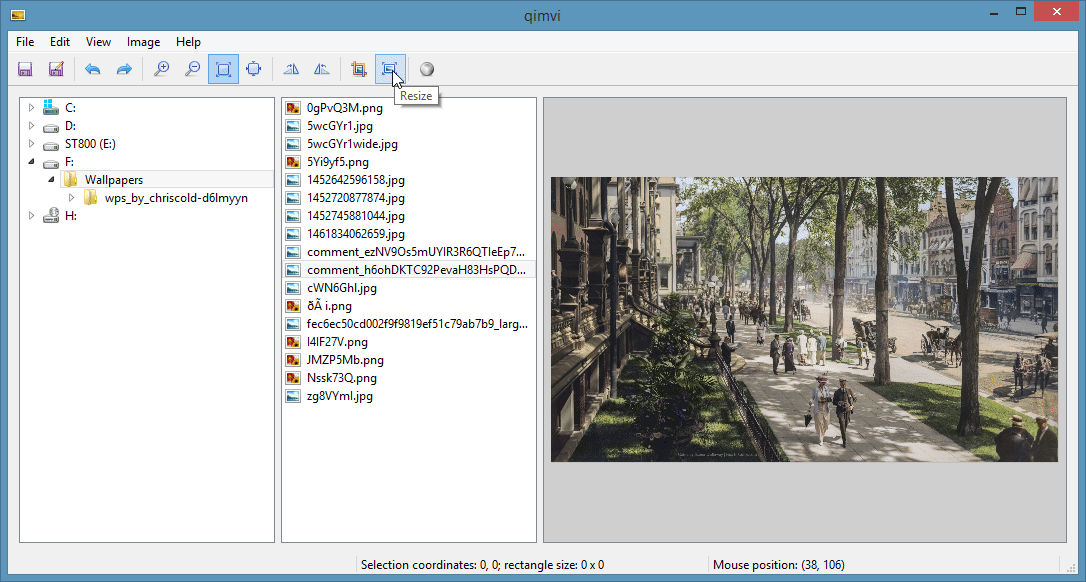 qimvi
File Edit View Image Help
Resize
C:
D:
ST800 (E:)
F:
Wallpapers
wps_by_chriscold-d6lmyyn
H:
0gPvQ3M.png
5wcGYr1.jpg
5wcGYr1wide.jpg
5Yi9yf5.png
1452642596158.jpg
1452720877874.jpg
1452745881044.jpg
1461834062659.jpg
comment_ezNV9Os5mUYlR3R6QTIeEp7...
comment_h6ohDKTC92PevaH83HsPQD...
cWN6Ghl.jpg
ðÃ i.png
fec6ec50cd002f9f9819ef51c79ab7b9_larg...
I4lF27V.png
JMZP5Mb.png
Nssk73Q.png
zg8VYml.jpg
Selection coordinates: 0, 0; rectangle size: 0 x 0
Mouse position: (38, 106)